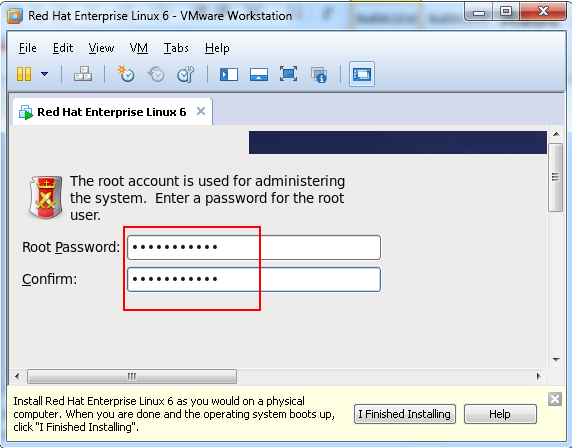 Red Hat Enterprise Linux 6 - VMware Workstation
File Edit View VM Tabs Help
Red Hat Enterprise Linux 6
The root account is used for administering
the system. Enter a password for the root
user.
Root Password: •••••••••••
Confirm: •••••••••••
Install Red Hat Enterprise Linux 6 as you would on a physical
computer. When you are done and the operating system boots up,
click "I Finished Installing".
I Finished Installing Help